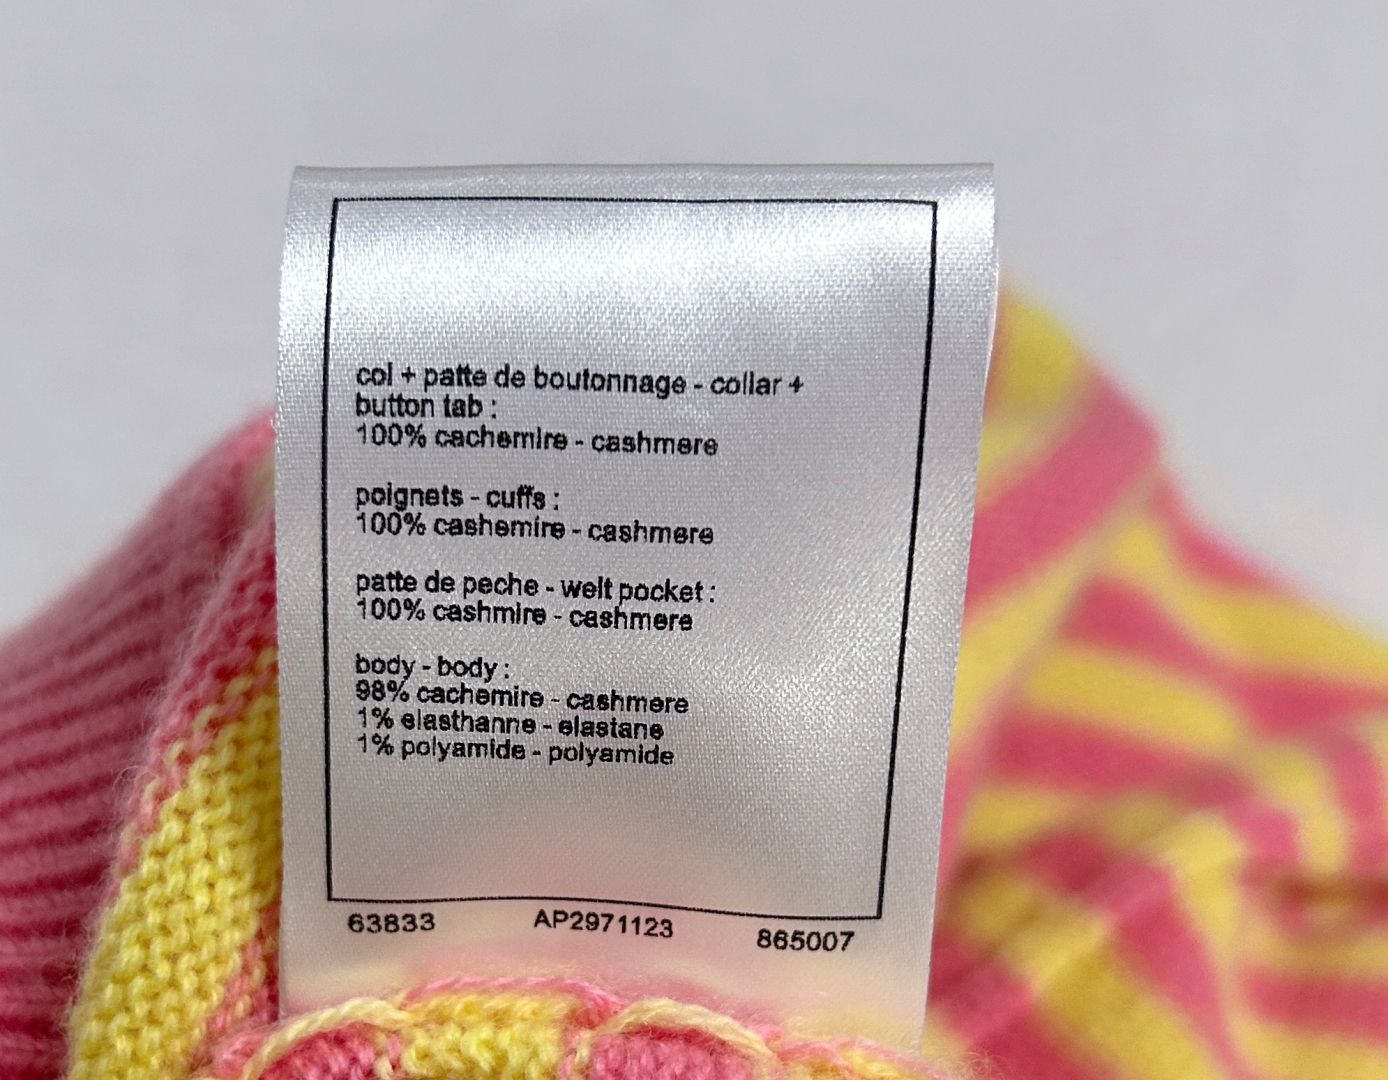 col + patte de boutonnage - collar +
button tab :
100% cachemire - cashmere
poignets - cuffs :
100% cashemire - cashmere
patte de peche - welt pocket :
100% cashmire - cashmere
body - body :
98% cachemire - cashmere
1% elasthanne - elastane
1% polyamide - polyamide
63833 AP2971123 865007